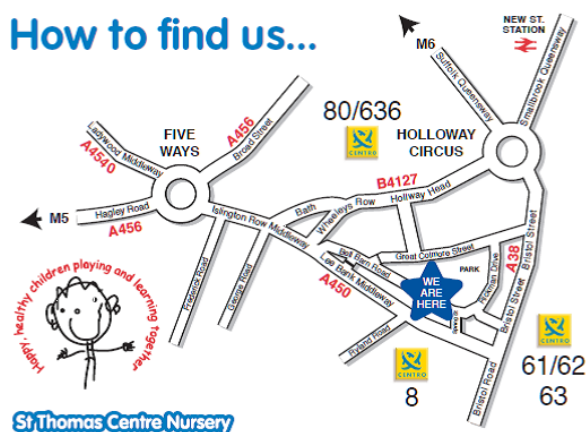 How to find us...
NEW ST.
STATION
M6
Suffolk Queensway
Smallbrook Queensway
80/636
CENTRO
HOLLOWAY
CIRCUS
FIVE
WAYS
A456
Broad Street
Ladywood Middleway
A4540
B4127
Hollway Head
Bath
Wheeleys Row
M5
Hagley Road
A456
Islington Row Middleway
Great Colmore Street
Bell Barn Road
PARK
A38
Bristol Street
Lee Bank Middleway
A450
WE
ARE
HERE
Rickman Drive
Bristol Street
Frederick Road
George Road
Ryland Road
Bristol Road
CENTRO
8
CENTRO
61/62
63
Happy, healthy children playing and learning together
St Thomas Centre Nursery